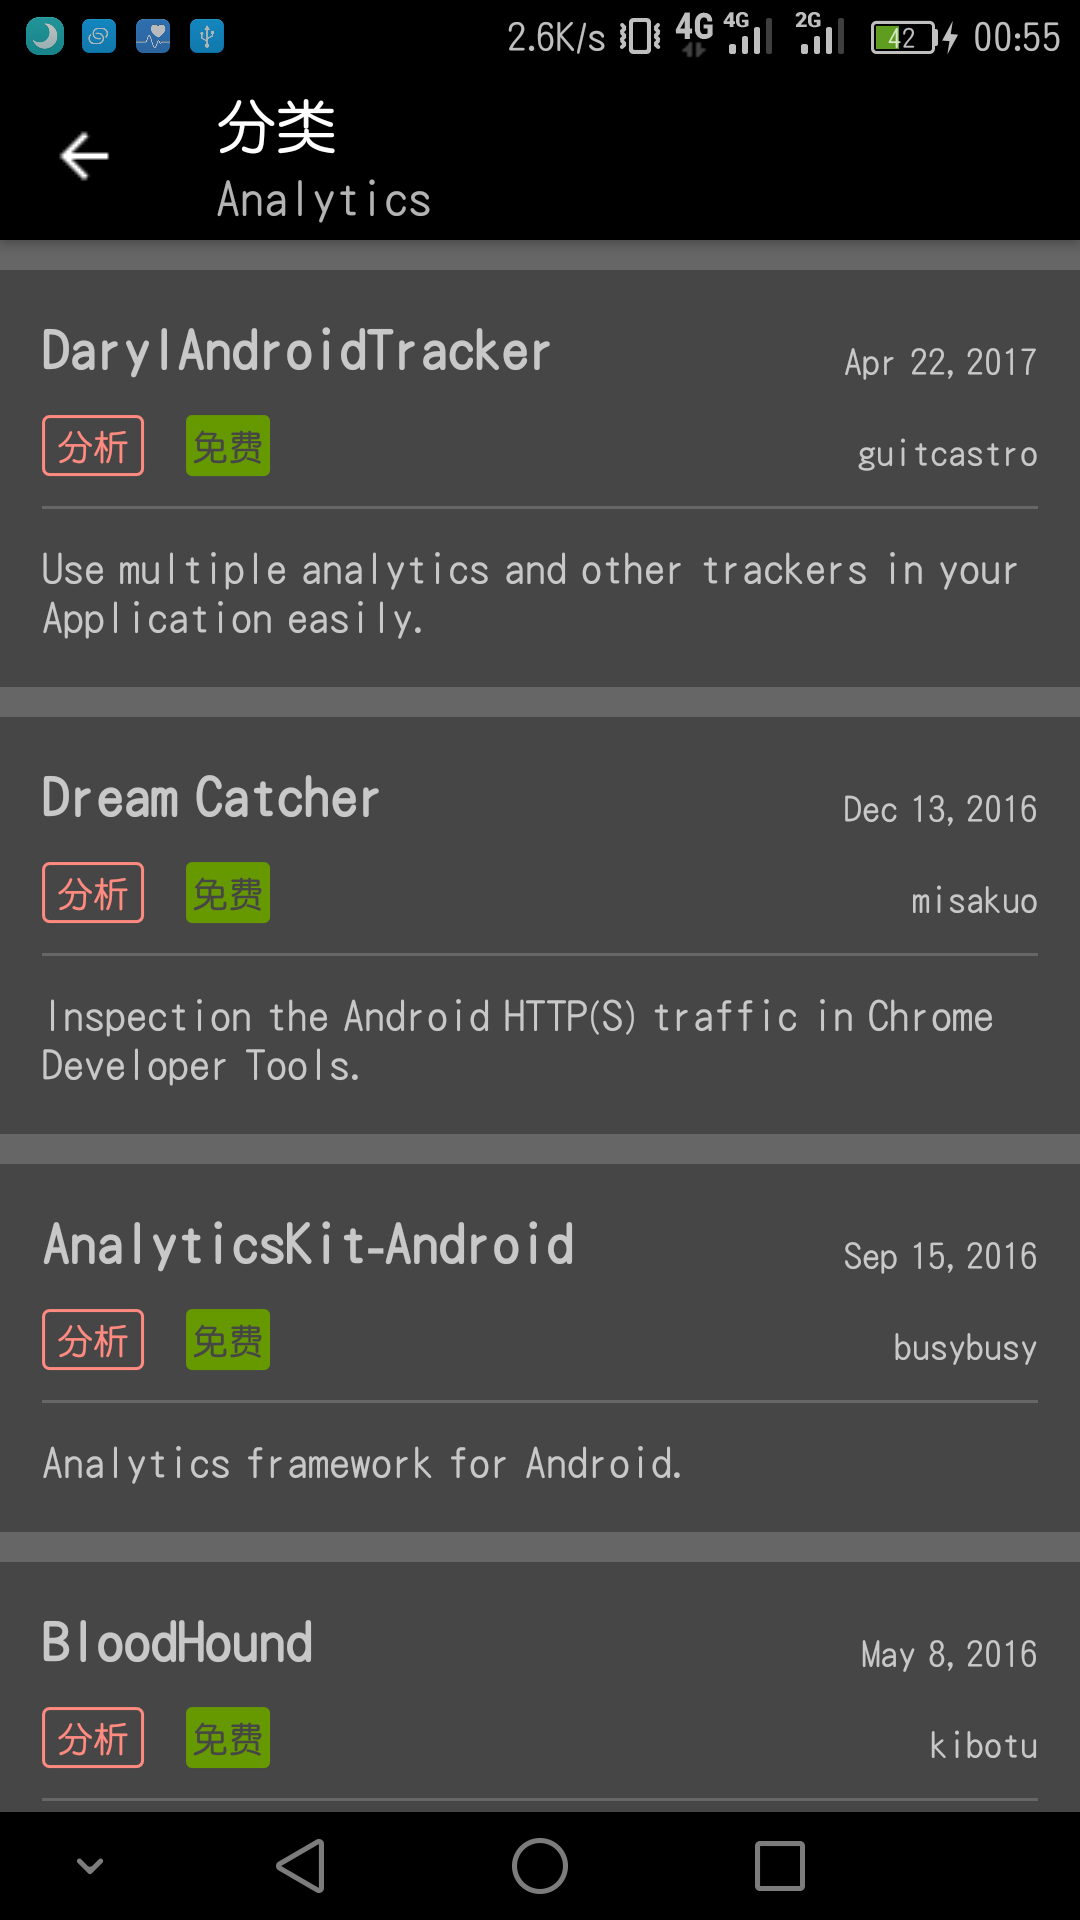 2.6K/s 4G 4G 2G 42 00:55
分类
Analytics
DarylAndroidTracker
Apr 22, 2017
分析 免费
guitcastro
Use multiple analytics and other trackers in your
Application easily.
Dream Catcher
Dec 13, 2016
分析 免费
misakuo
Inspection the Android HTTP(S) traffic in Chrome
Developer Tools.
AnalyticsKit-Android
Sep 15, 2016
分析 免费
busybusy
Analytics framework for Android.
BloodHound
May 8, 2016
分析 免费
kibotu